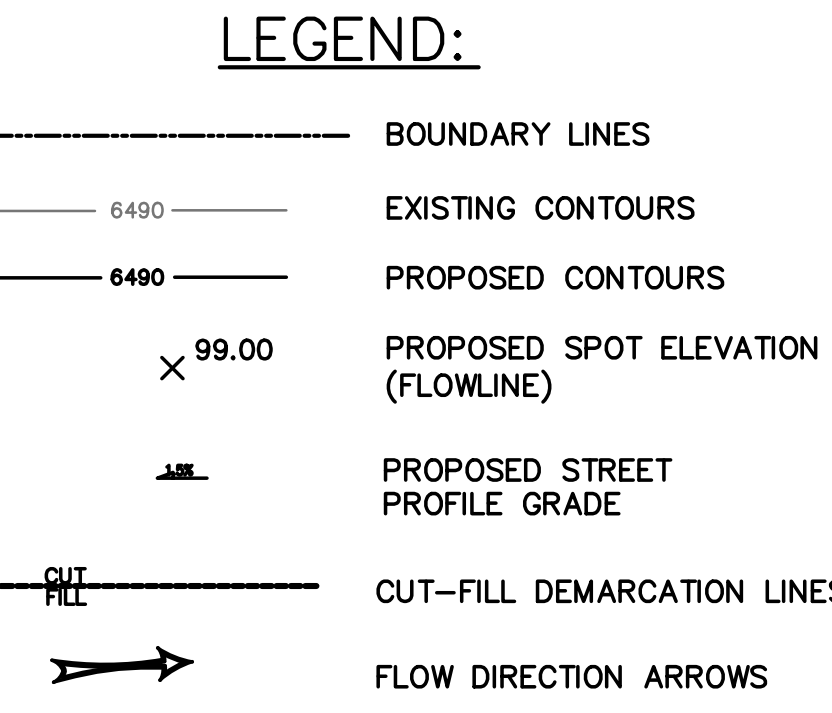 LEGEND:
BOUNDARY LINES
6490 EXISTING CONTOURS
6490 PROPOSED CONTOURS
99.00 PROPOSED SPOT ELEVATION
(FLOWLINE)
1.5% PROPOSED STREET
PROFILE GRADE
CUT
FILL
CUT-FILL DEMARCATION LINES
FLOW DIRECTION ARROWS